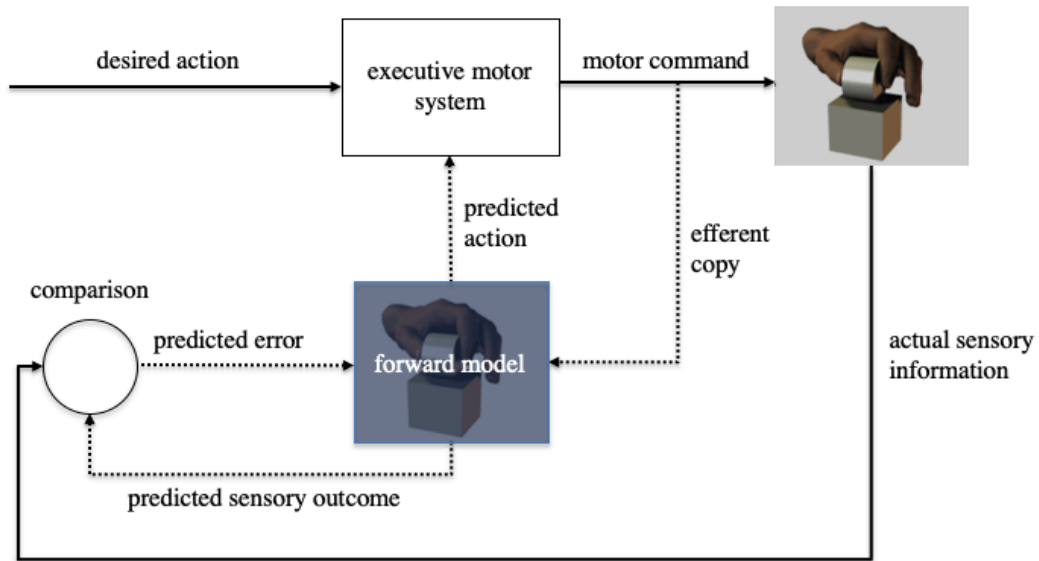 desired action
executive motor
system
motor command
predicted
action
efferent
copy
comparison
predicted error
forward model
actual sensory
information
predicted sensory outcome